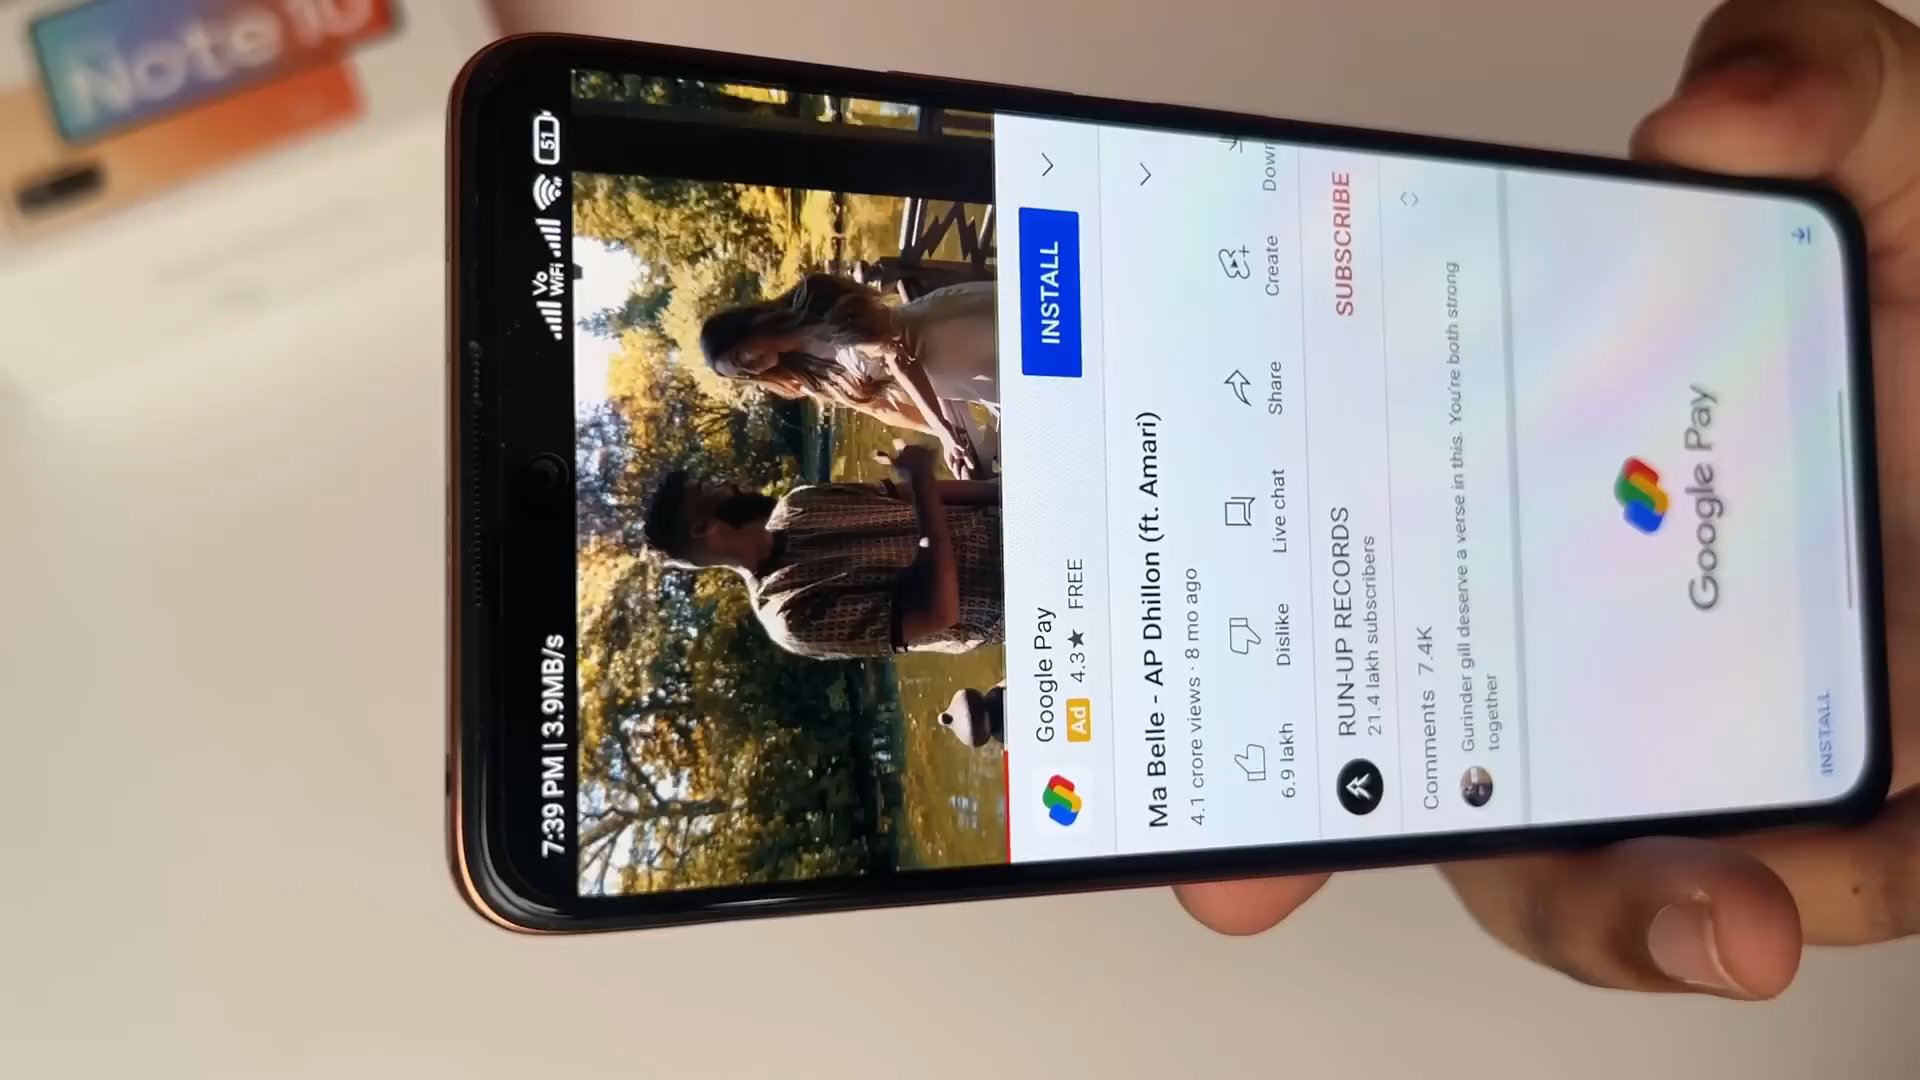 Note 10
7:39 PM | 3.9MB/s
Vo
WiFi
51
Google Pay
Ad 4.3★ FREE
INSTALL
Ma Belle - AP Dhillon (ft. Amari)
4.1 crore views · 8 mo ago
6.9 lakh
Dislike
Live chat
Share
Create
Down
RUN-UP RECORDS
21.4 lakh subscribers
SUBSCRIBE
Comments 7.4K
Gurinder gill deserve a verse in this. You're both strong
together
Google Pay
INSTALL